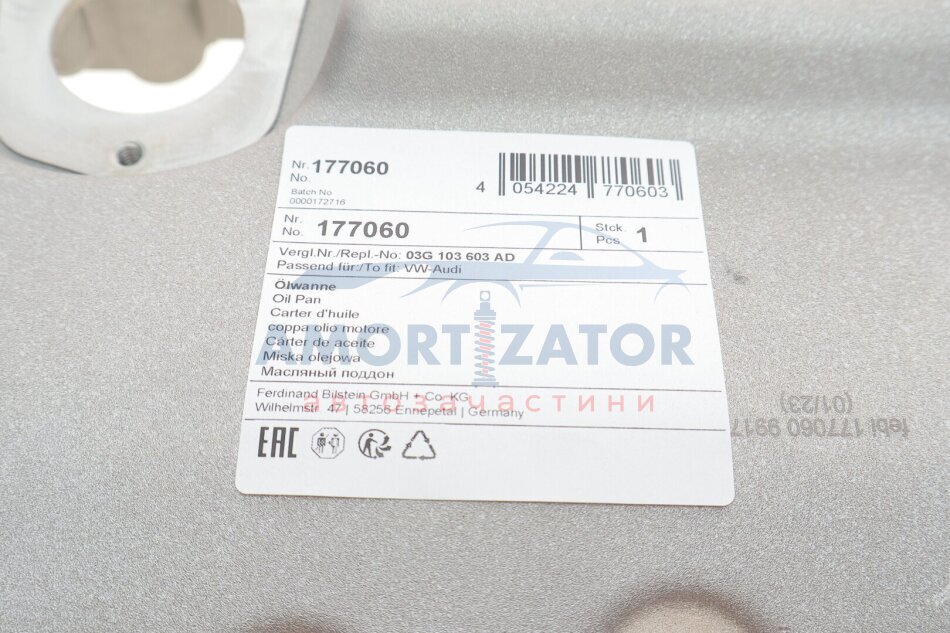 Nr. 177060
No.
Batch No
0000172716
4 054224 770603
Nr. 177060
No.
Stck. 1
Pcs.
Vergl.Nr./Repl.-No: 03G 103 603 AD
Passend für:/To fit: VW-Audi
Ölwanne
Oil Pan
Carter d'huile
coppa olio motore
Cárter de aceite
Miska olejowa
Масляный поддон
Ferdinand Bilstein GmbH + Co. KG
Wilhelmstr. 47 | 58256 Ennepetal | Germany
EAC
AMORTIZATOR
автозапчастини
febi 177060 9917
(01/23)